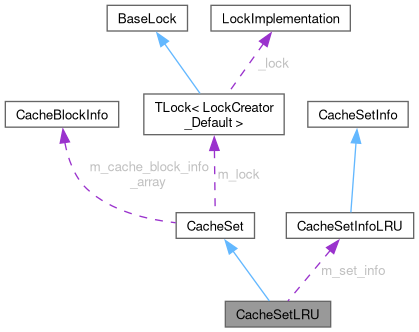 BaseLock
LockImplementation
_lock
CacheBlockInfo
TLock< LockCreator
_Default >
CacheSetInfo
m_cache_block_info
_array
m_lock
CacheSet
CacheSetInfoLRU
m_set_info
CacheSetLRU